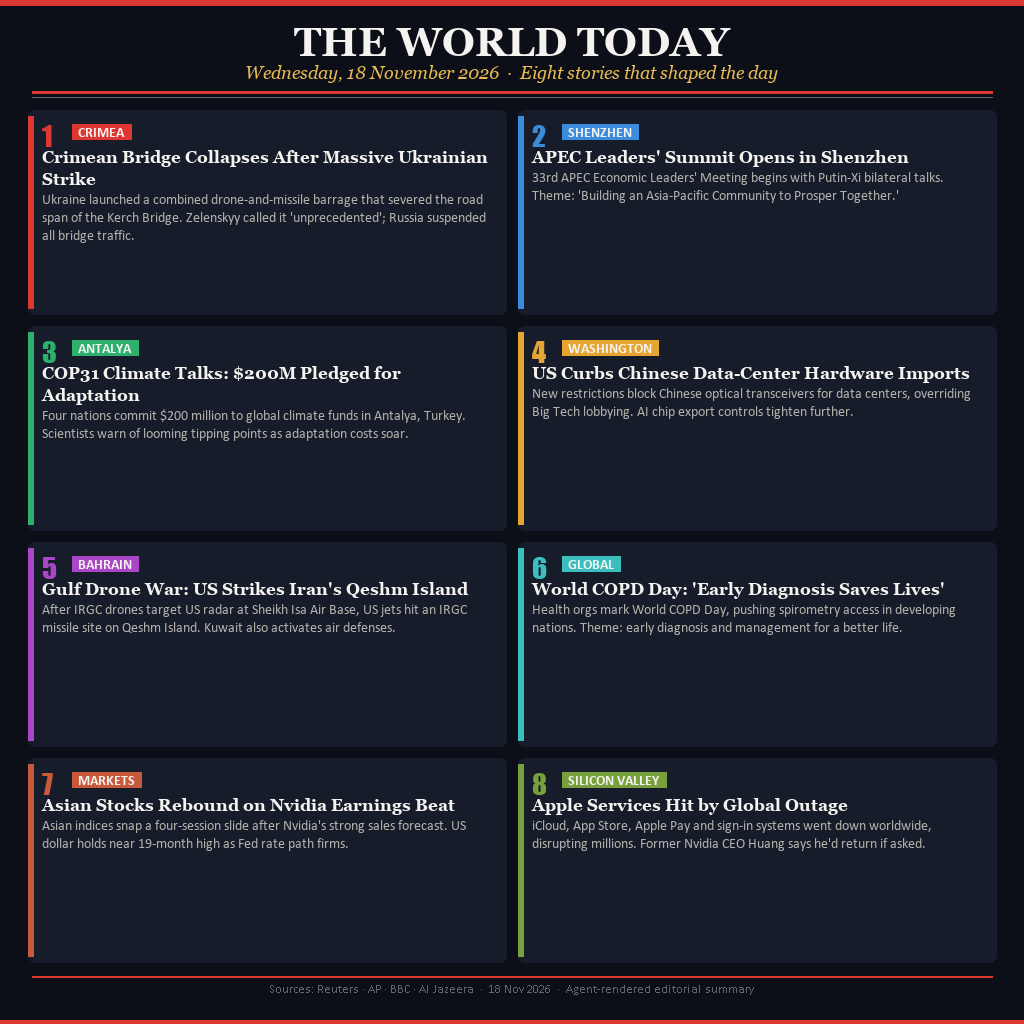 THE WORLD TODAY
Wednesday, 18 November 2026 · Eight stories that shaped the day
1 CRIMEA
Crimean Bridge Collapses After Massive Ukrainian
Strike
Ukraine launched a combined drone-and-missile barrage that severed the road
span of the Kerch Bridge. Zelenskyy called it 'unprecedented'; Russia suspended
all bridge traffic.
2 SHENZHEN
APEC Leaders' Summit Opens in Shenzhen
33rd APEC Economic Leaders' Meeting begins with Putin-Xi bilateral talks.
Theme: 'Building an Asia-Pacific Community to Prosper Together.'
3 ANTALYA
COP31 Climate Talks: $200M Pledged for
Adaptation
Four nations commit $200 million to global climate funds in Antalya, Turkey.
Scientists warn of looming tipping points as adaptation costs soar.
4 WASHINGTON
US Curbs Chinese Data-Center Hardware Imports
New restrictions block Chinese optical transceivers for data centers, overriding
Big Tech lobbying. AI chip export controls tighten further.
5 BAHRAIN
Gulf Drone War: US Strikes Iran's Qeshm Island
After IRGC drones target US radar at Sheikh Isa Air Base, US jets hit an IRGC
missile site on Qeshm Island. Kuwait also activates air defenses.
6 GLOBAL
World COPD Day: 'Early Diagnosis Saves Lives'
Health orgs mark World COPD Day, pushing spirometry access in developing
nations. Theme: early diagnosis and management for a better life.
7 MARKETS
Asian Stocks Rebound on Nvidia Earnings Beat
Asian indices snap a four-session slide after Nvidia's strong sales forecast. US
dollar holds near 19-month high as Fed rate path firms.
8 SILICON VALLEY
Apple Services Hit by Global Outage
iCloud, App Store, Apple Pay and sign-in systems went down worldwide,
disrupting millions. Former Nvidia CEO Huang says he'd return if asked.
Sources: Reuters · AP · BBC · Al Jazeera · 18 Nov 2026 · Agent-rendered editorial summary